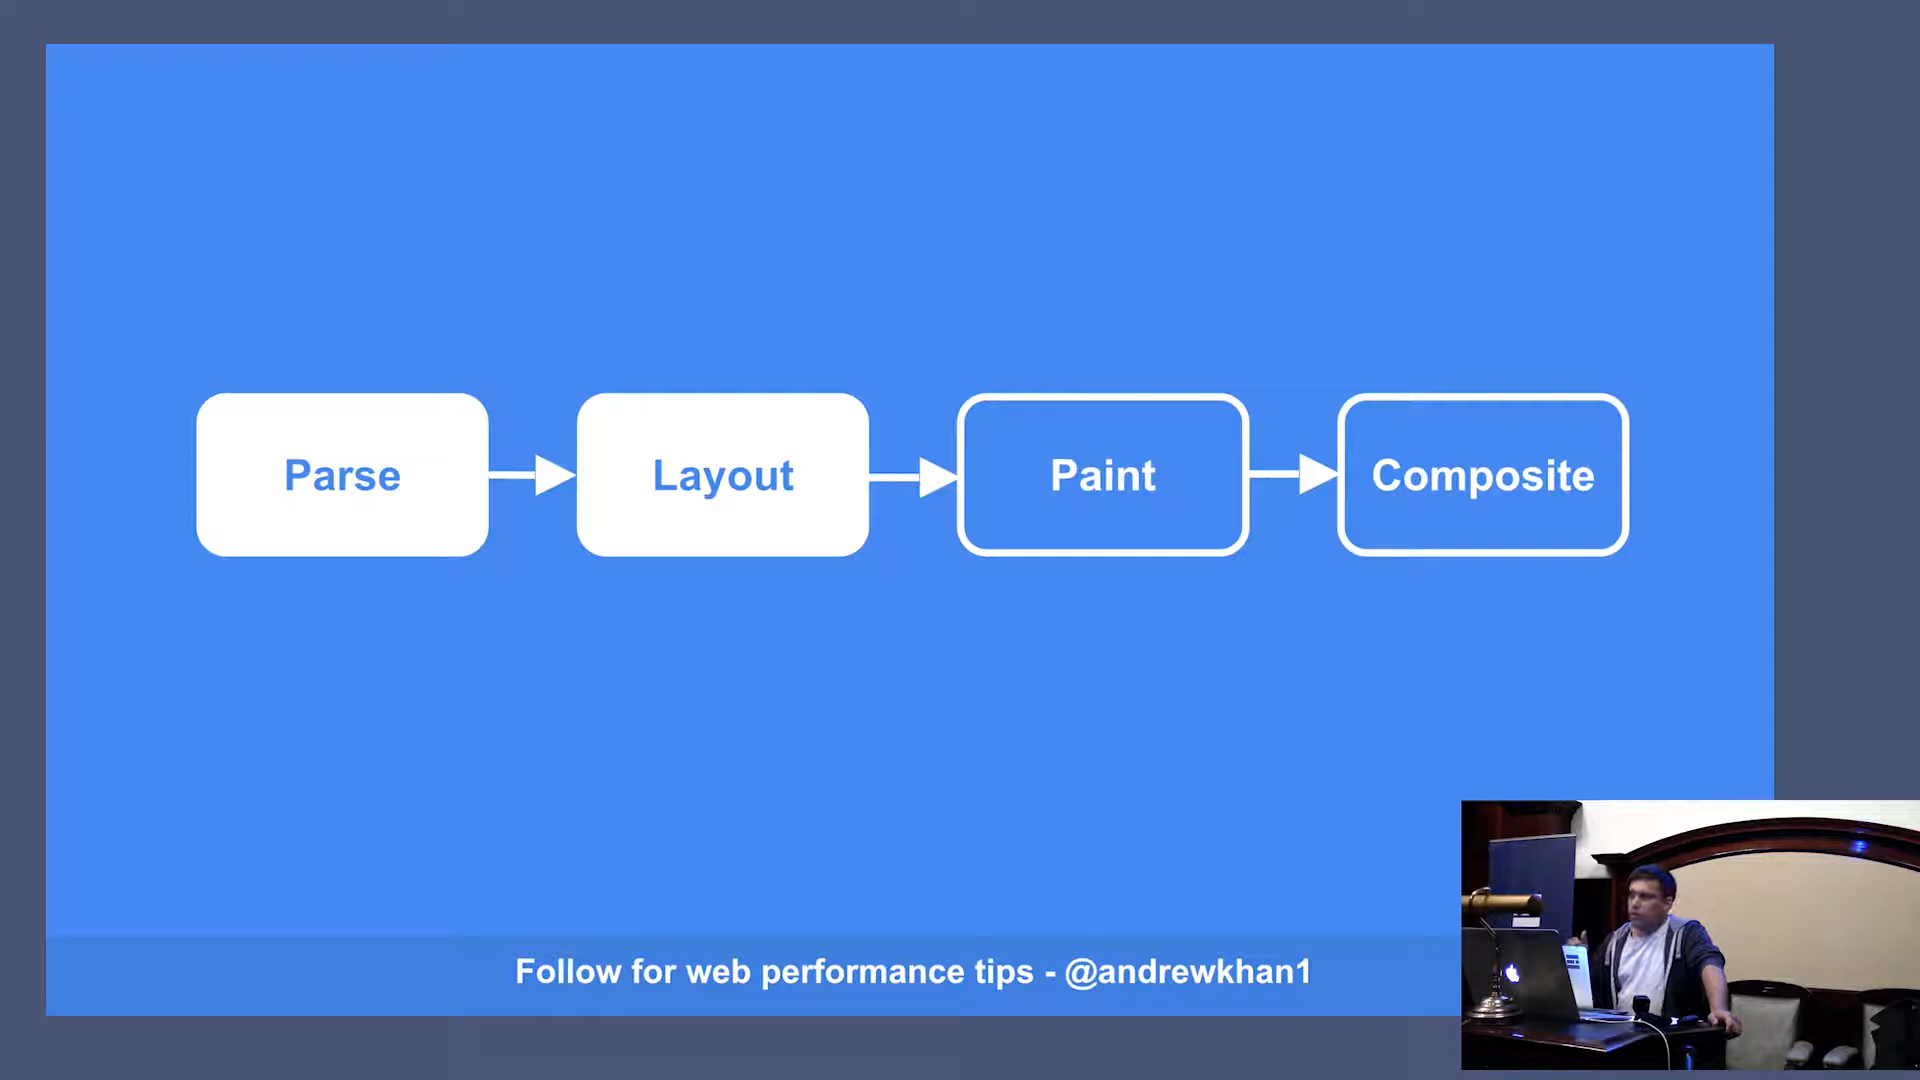 Parse
Layout
Paint
Composite
Follow for web performance tips - @andrewkhan1